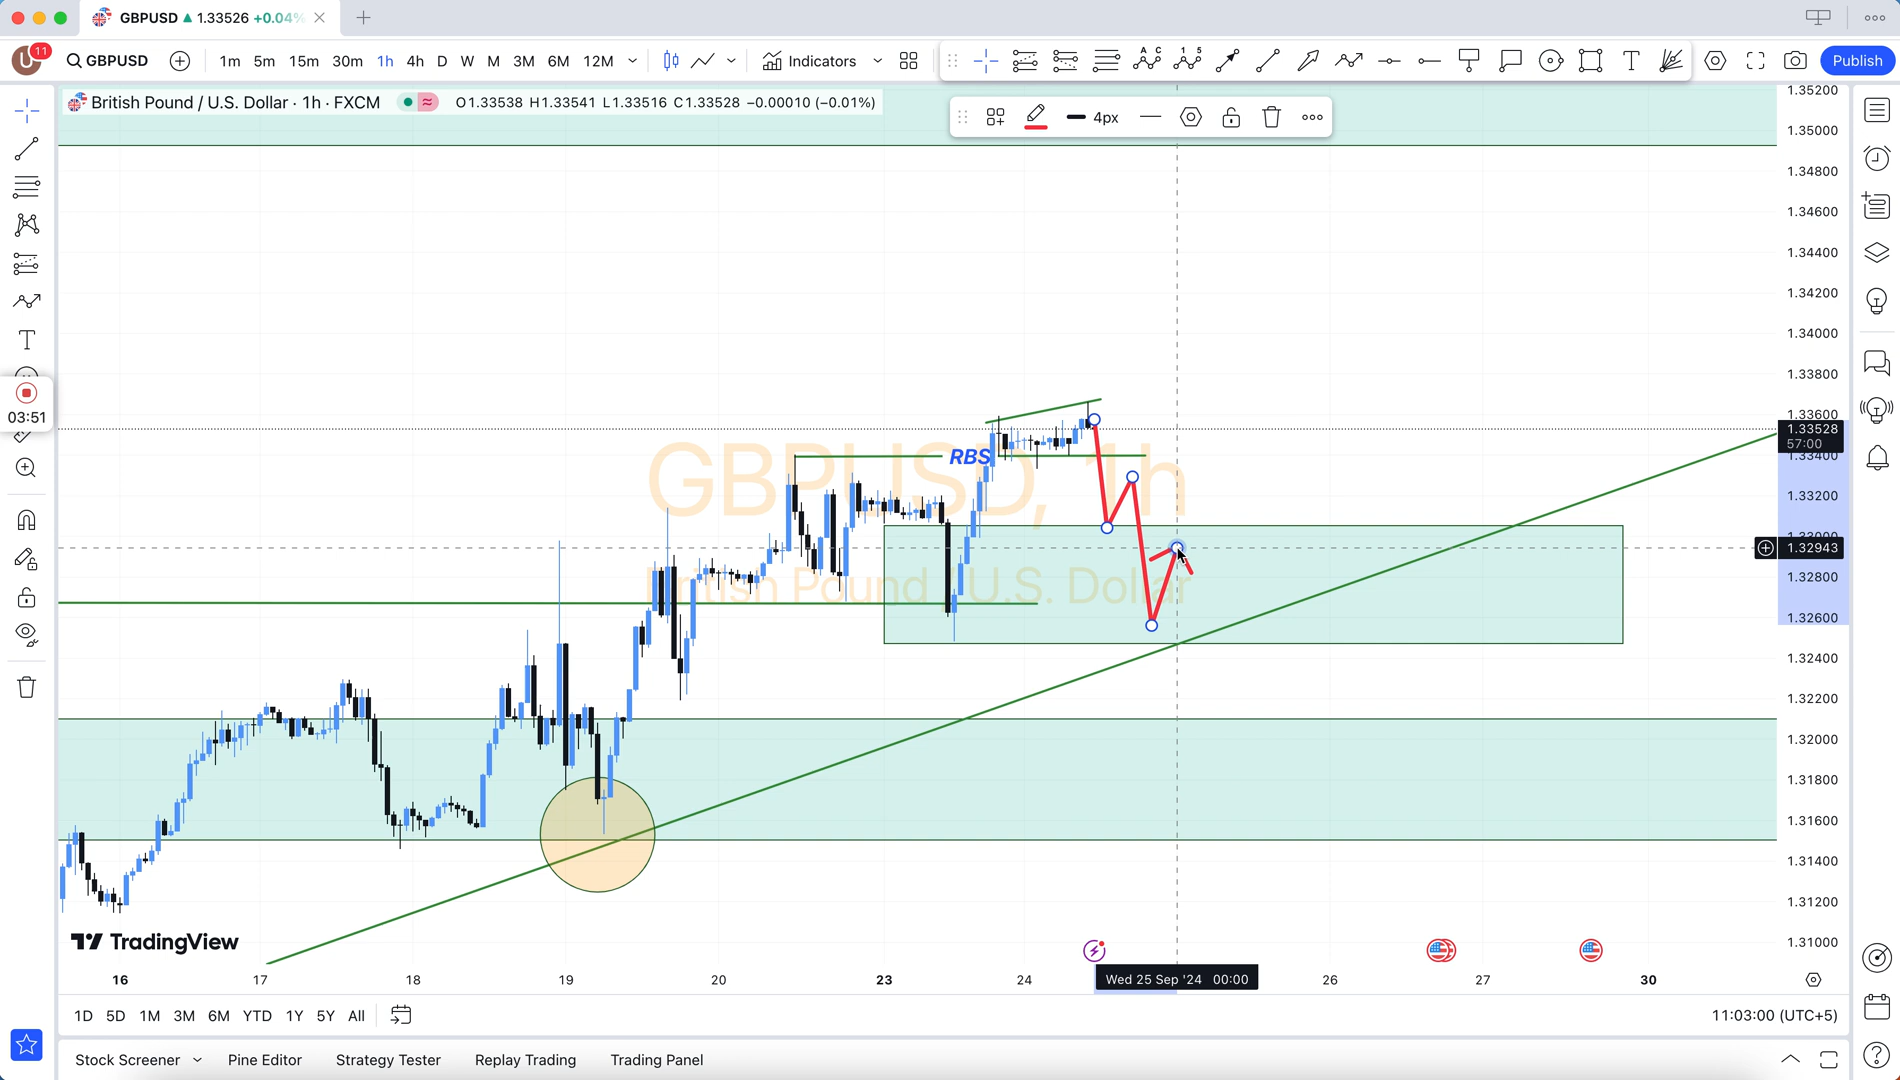 GBPUSD ▲ 1.33526 +0.04%
U 11
GBPUSD 1m 5m 15m 30m 1h 4h D W M 3M 6M 12M Indicators Publish
British Pound / U.S. Dollar · 1h · FXCM O1.33538 H1.33541 L1.33516 C1.33528 −0.00010 (−0.01%)
4px
1.35200
1.35000
1.34800
1.34600
1.34400
1.34200
1.34000
1.33800
1.33600
1.33528
57:00
1.33400
1.33200
1.33000
1.32943
1.32800
1.32600
1.32400
1.32200
1.32000
1.31800
1.31600
1.31400
1.31200
1.31000
03:51
GBPUSD, 1h
British Pound / U.S. Dollar
RBS
TradingView
16 17 18 19 20 23 24 Wed 25 Sep '24 00:00 26 27 30
1D 5D 1M 3M 6M YTD 1Y 5Y All 11:03:00 (UTC+5)
Stock Screener Pine Editor Strategy Tester Replay Trading Trading Panel